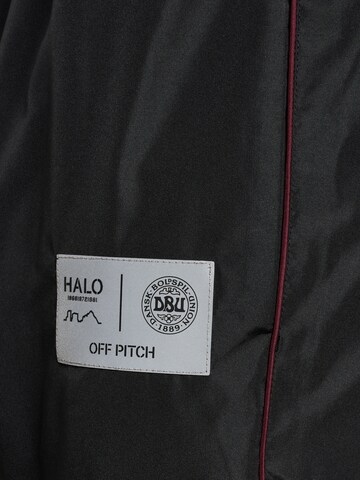 HALO
OFF PITCH
DANSK·BOLDSPIL·UNION
DBU
1889